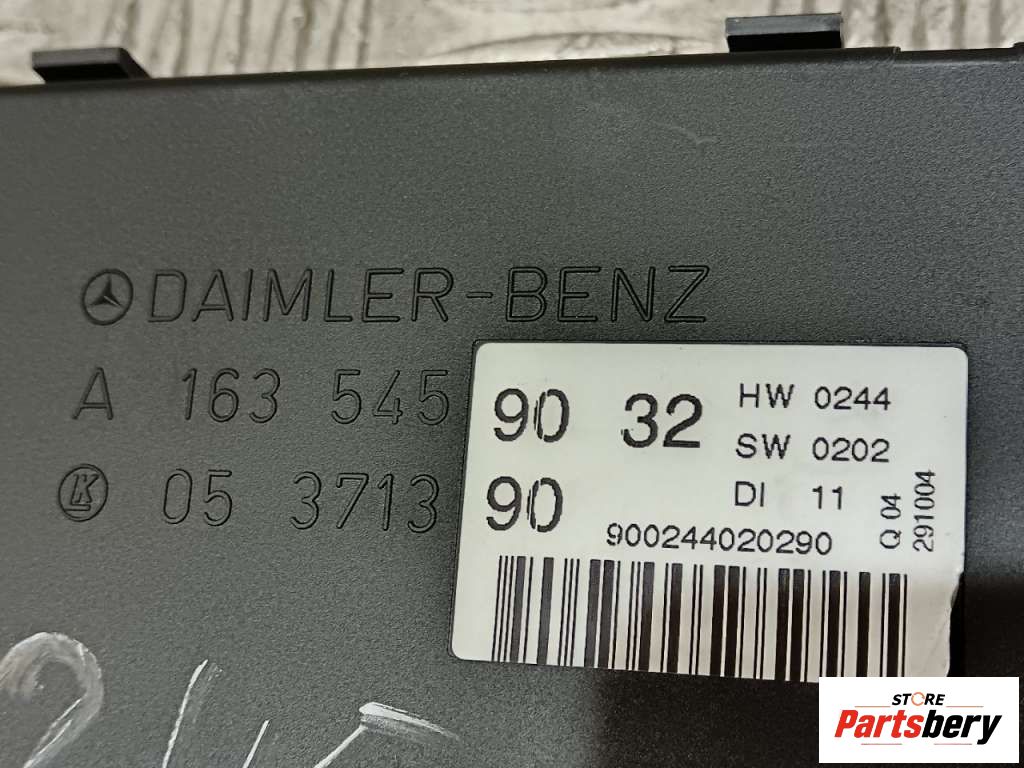 DAIMLER-BENZ
A 163 545 90 32
K 05 3713 90
HW 0244
SW 0202
DI 11
900244020290
Q 04
291004
STORE
Partsbery